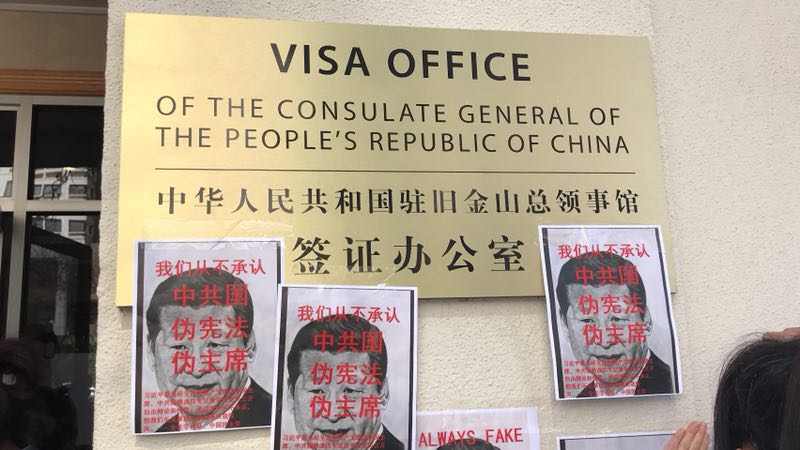 VISA OFFICE
OF THE CONSULATE GENERAL OF
THE PEOPLE'S REPUBLIC OF CHINA
中华人民共和国驻旧金山总领事馆
签证办公室
我们从不承认
中共國
伪宪法
伪主席
我们从不承认
中共國
伪宪法
伪主席
我们从不承认
中共國
伪宪法
伪主席
ALWAYS FAKE